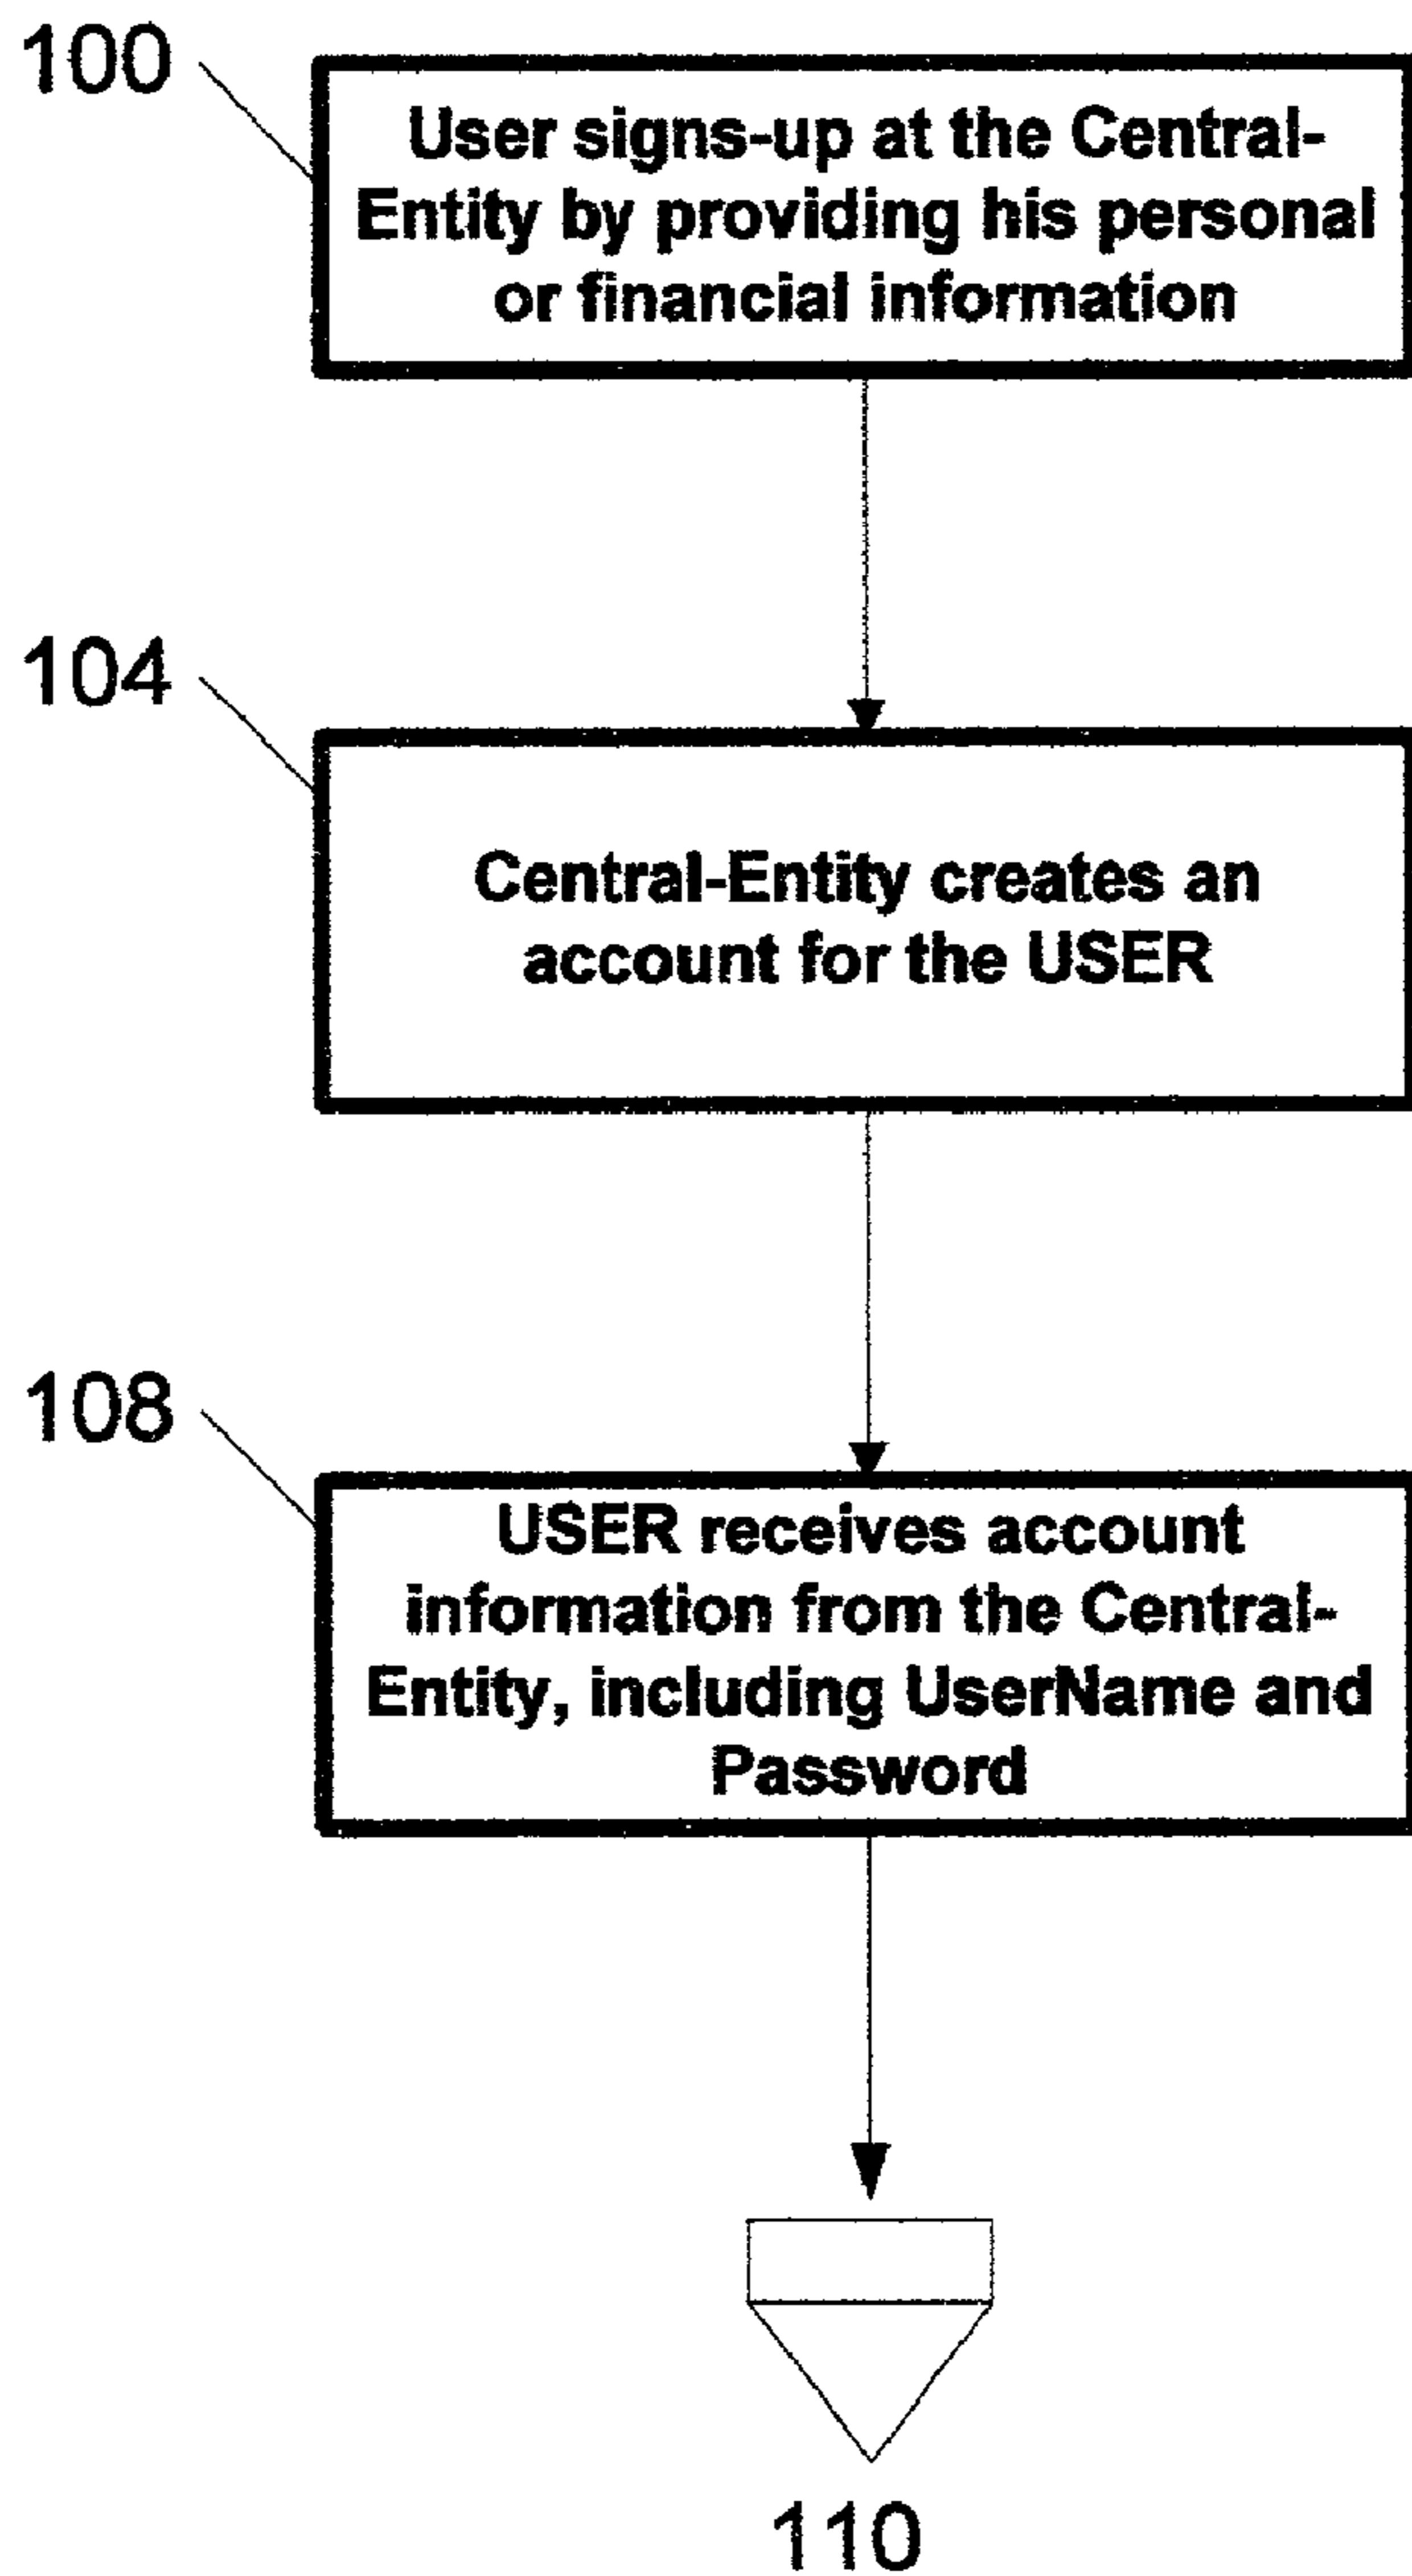 100
User signs-up at the Central-
Entity by providing his personal
or financial information
104
Central-Entity creates an
account for the USER
108
USER receives account
information from the Central-
Entity, including UserName and
Password
110